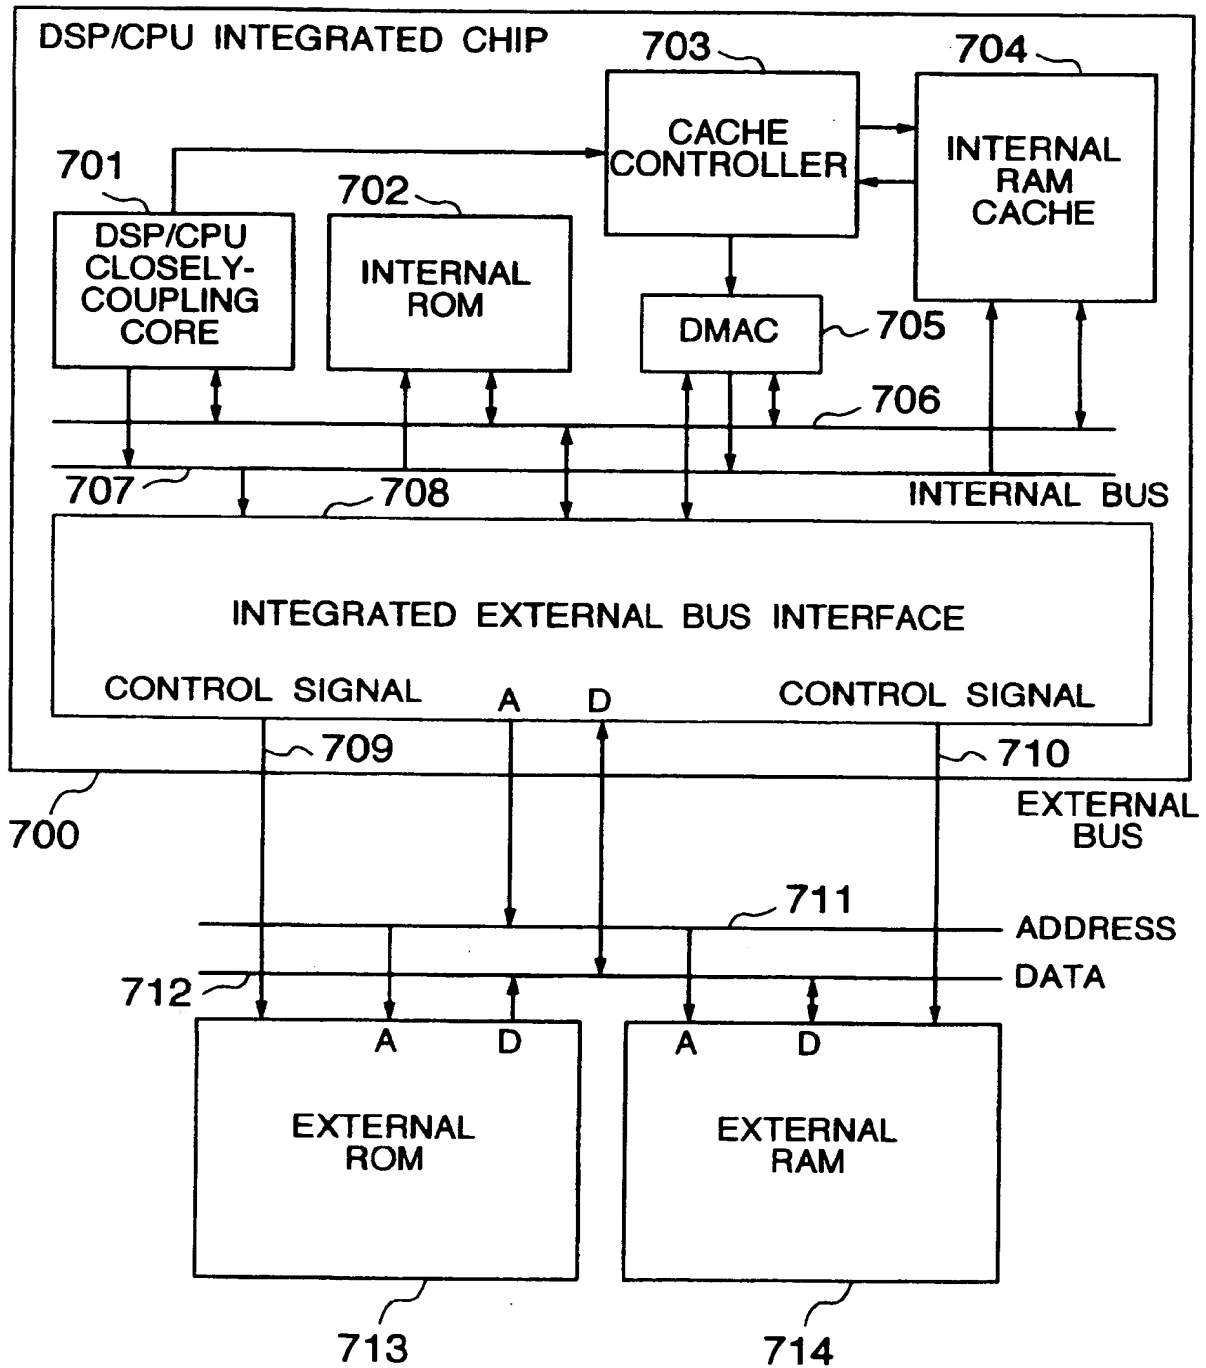 DSP/CPU INTEGRATED CHIP
703
704
CACHE
CONTROLLER
INTERNAL
RAM
CACHE
701
702
DSP/CPU
CLOSELY-
COUPLING
CORE
INTERNAL
ROM
DMAC
705
706
707
708
INTERNAL BUS
INTEGRATED EXTERNAL BUS INTERFACE
CONTROL SIGNAL
A
D
CONTROL SIGNAL
709
710
700
EXTERNAL
BUS
711
ADDRESS
712
DATA
A
D
A
D
EXTERNAL
ROM
EXTERNAL
RAM
713
714